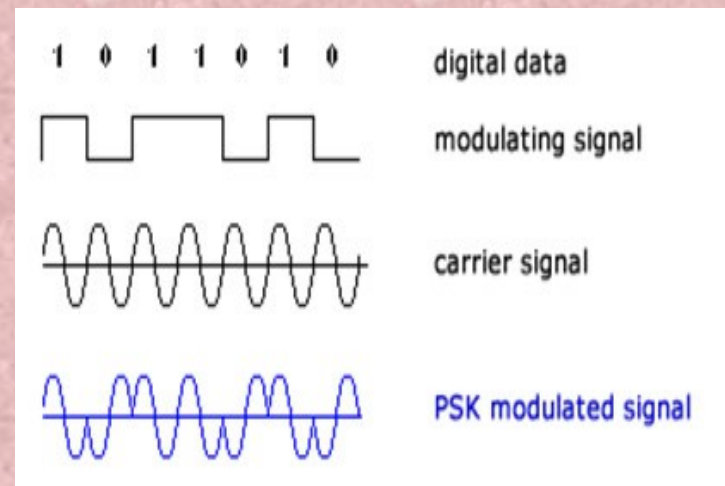 1 0 1 1 0 1 0 digital data
modulating signal
carrier signal
PSK modulated signal